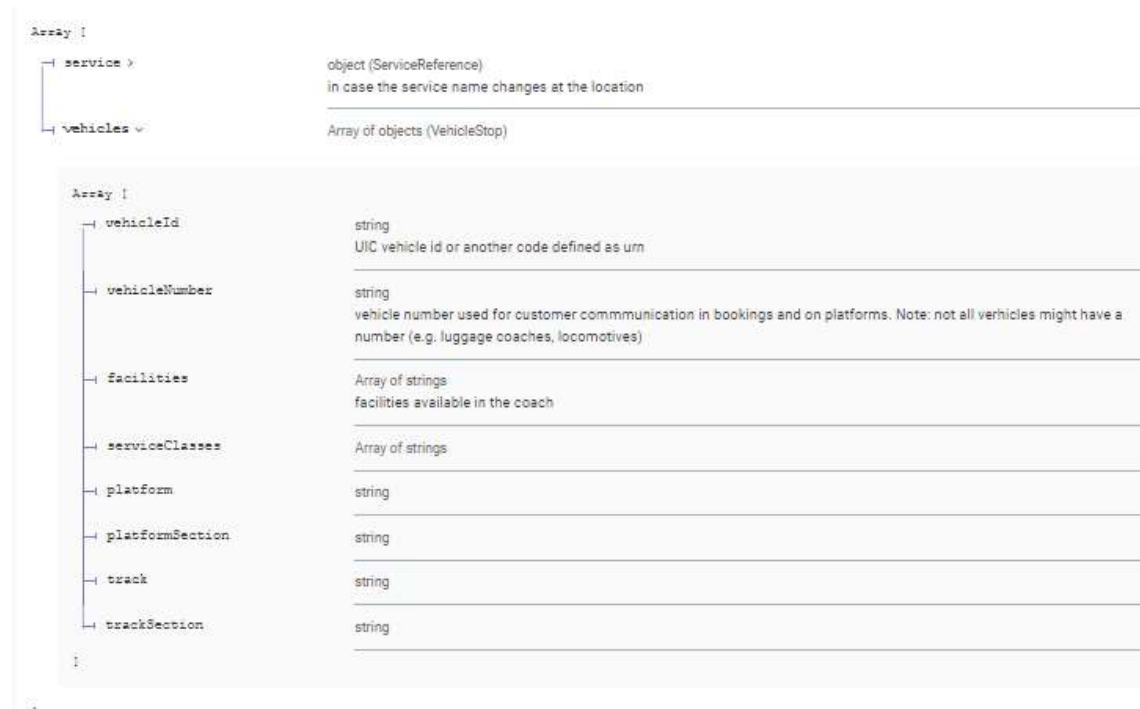 Array [
service >
object (ServiceReference)
in case the service name changes at the location
vehicles
Array of objects (VehicleStop)
Array [
vehicleId
string
UIC vehicle id or another code defined as urn
vehicleNumber
string
vehicle number used for customer commmunication in bookings and on platforms. Note: not all verhicles might have a
number (e.g. luggage coaches, locomotives)
facilities
Array of strings
facilities available in the coach
serviceClasses
Array of strings
platform
string
platformSection
string
track
string
trackSection
string
]